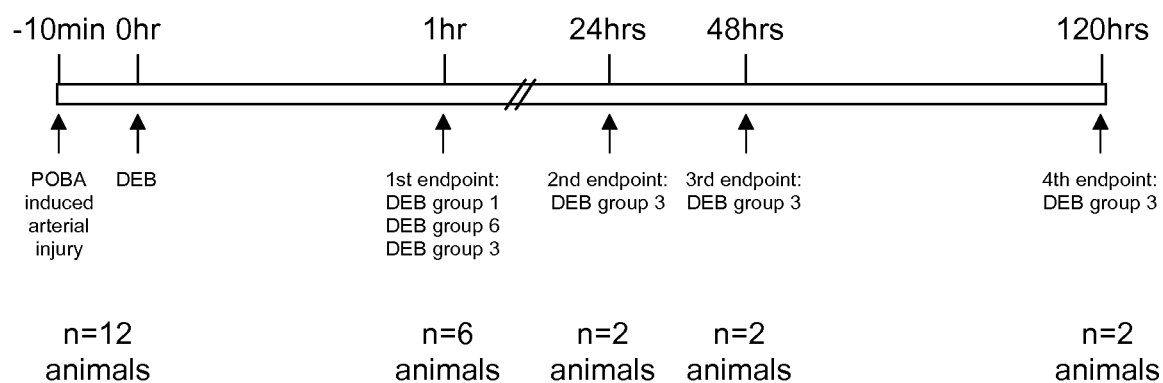 -10min 0hr 1hr 24hrs 48hrs 120hrs
POBA
induced
arterial
injury
DEB
1st endpoint:
DEB group 1
DEB group 6
DEB group 3
2nd endpoint:
DEB group 3
3rd endpoint:
DEB group 3
4th endpoint:
DEB group 3
n=12
animals
n=6
animals
n=2
animals
n=2
animals
n=2
animals